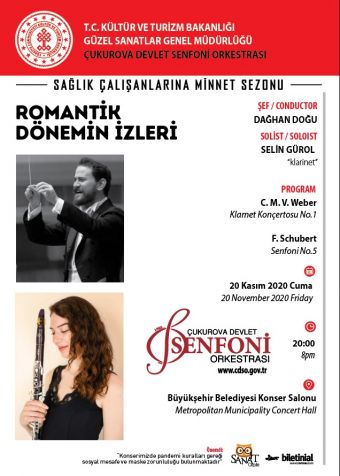 T.C. KÜLTÜR VE TURİZM BAKANLIĞI
GÜZEL SANATLAR GENEL MÜDÜRLÜĞÜ
ÇUKUROVA DEVLET SENFONİ ORKESTRASI
SAĞLIK ÇALIŞANLARINA MİNNET SEZONU
ROMANTİK
DÖNEMİN İZLERİ
ŞEF / CONDUCTOR
DAĞHAN DOĞU
SOLİST / SOLOIST
SELİN GÜROL
"klarinet"
PROGRAM
C. M. V. Weber
Klarnet Konçertosu No.1
F. Schubert
Senfoni No.5
20 Kasım 2020 Cuma
20 November 2020 Friday
ÇUKUROVA DEVLET
SENFONİ
ORKESTRASI
www.cdso.gov.tr
20:00
8pm
Büyükşehir Belediyesi Konser Salonu
Metropolitan Municipality Concert Hall
Önemli:
"Konserimizde pandemi kuralları gereği
sosyal mesafe ve maske zorunluluğu bulunmaktadır"
SANAT
biletinial